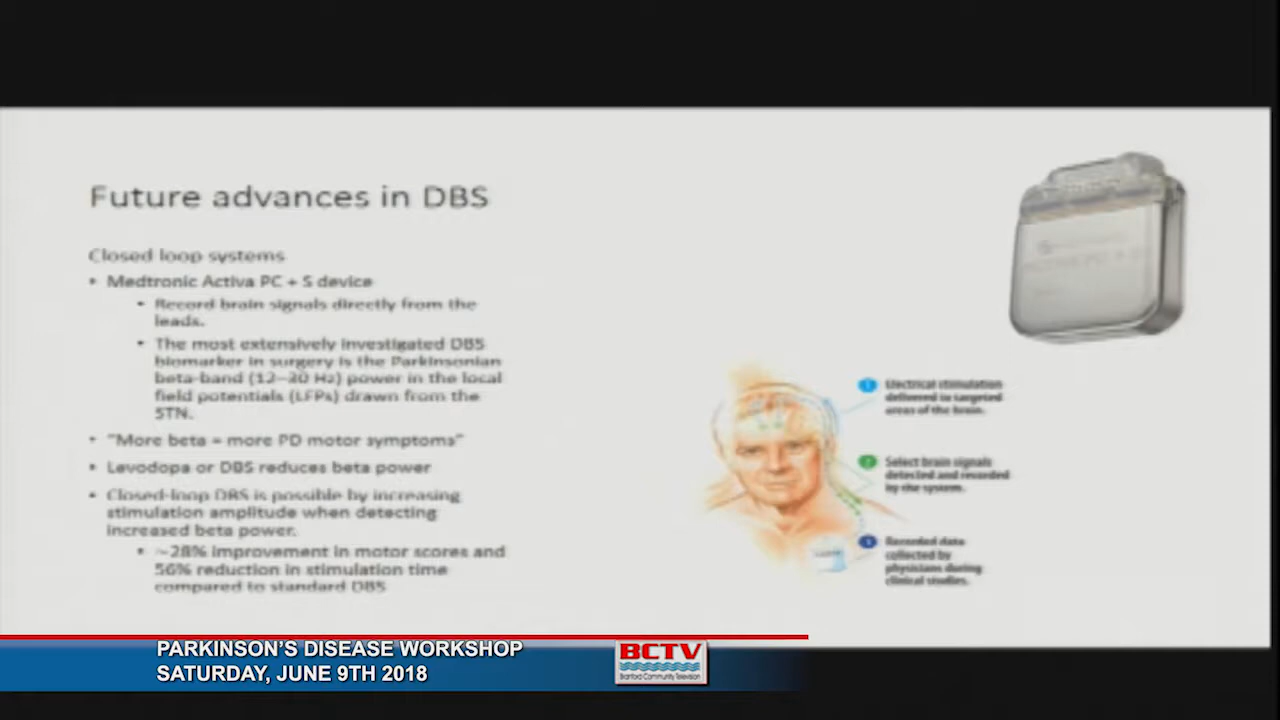 Future advances in DBS
Closed loop systems
• Medtronic Activa PC + S device
• Record brain signals directly from the
leads.
• The most extensively investigated DBS
biomarker in surgery is the Parkinsonian
beta-band (12–30 Hz) power in the local
field potentials (LFPs) drawn from the
STN.
• "More beta = more PD motor symptoms"
• Levodopa or DBS reduces beta power
• Closed-loop DBS is possible by increasing
stimulation amplitude when detecting
increased beta power.
• ~28% improvement in motor scores and
56% reduction in stimulation time
compared to standard DBS
1 Electrical stimulation
delivered to targeted
areas of the brain.
2 Select brain signals
detected and recorded
by the system.
3 Recorded data
collected by
physicians during
clinical studies.
PARKINSON'S DISEASE WORKSHOP
SATURDAY, JUNE 9TH 2018
BCTV
Branford Community Television